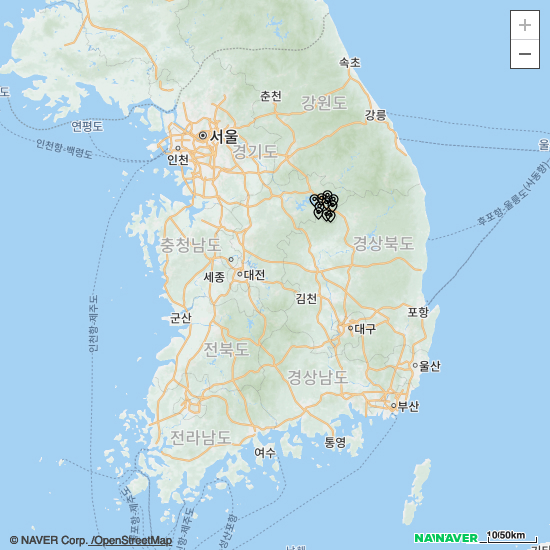 +
−
속초
춘천
강원도
강릉
연평도
서울
인천항-백령도
인천
경기도
후포항-울릉도(사동항)
충청남도
경상북도
세종
대전
인천항-제주도
김천
군산
포항
대구
전북도
울산
경상남도
부산
전라남도
통영
여수
성산포항
© NAVER Corp. /OpenStreetMap
NAVER
10/50km